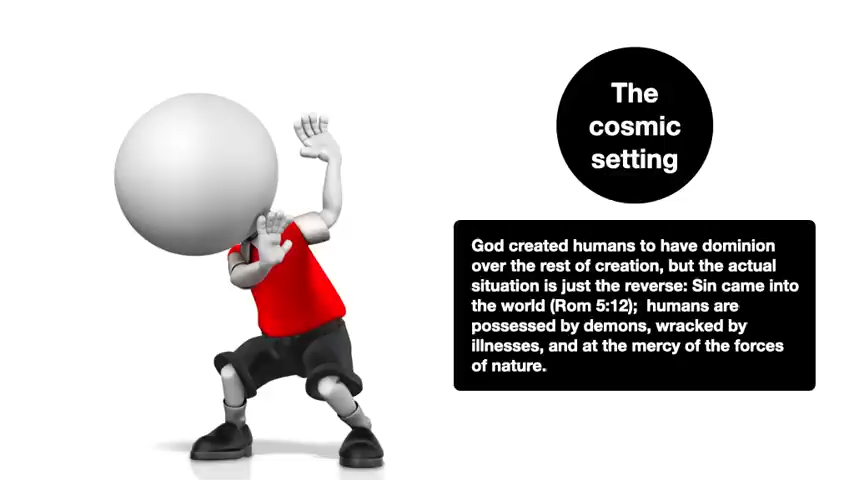 The
cosmic
setting
God created humans to have dominion
over the rest of creation, but the actual
situation is just the reverse: Sin came into
the world (Rom 5:12);  humans are
possessed by demons, wracked by
illnesses, and at the mercy of the forces
of nature.